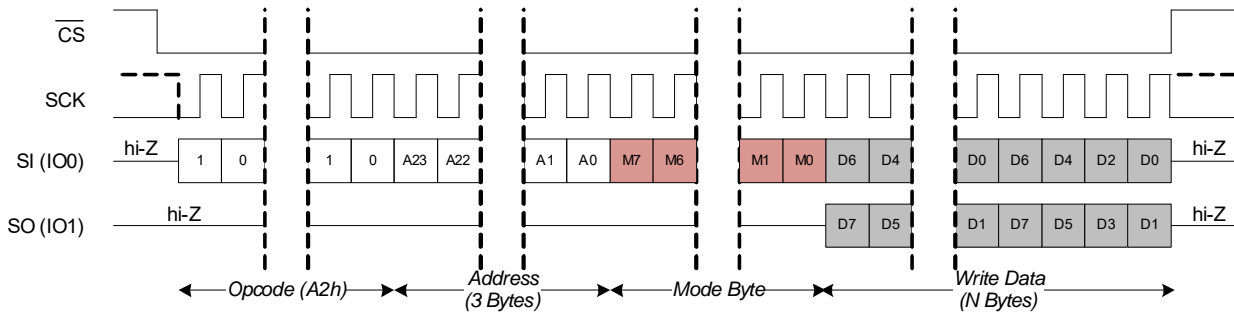 CS
SCK
hi-Z 1 0 1 0 A23 A22 A1 A0 M7 M6 M1 M0 D6 D4 D0 D6 D4 D2 D0 hi-Z
SI (IO0)
hi-Z D7 D5 D1 D7 D5 D3 D1 hi-Z
SO (IO1)
Opcode (A2h) Address Mode Byte Write Data
(3 Bytes) (N Bytes)